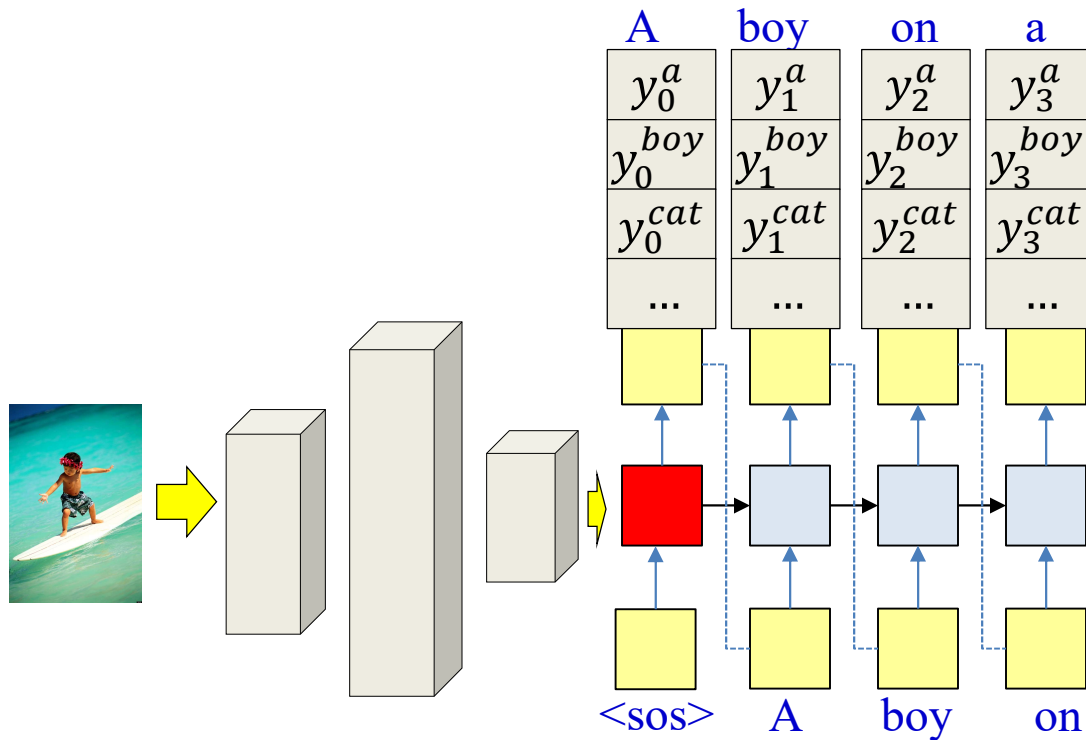 A boy on a
y_0^a y_1^a y_2^a y_3^a
y_0^{boy} y_1^{boy} y_2^{boy} y_3^{boy}
y_0^{cat} y_1^{cat} y_2^{cat} y_3^{cat}
... ... ... ...
<sos> A boy on